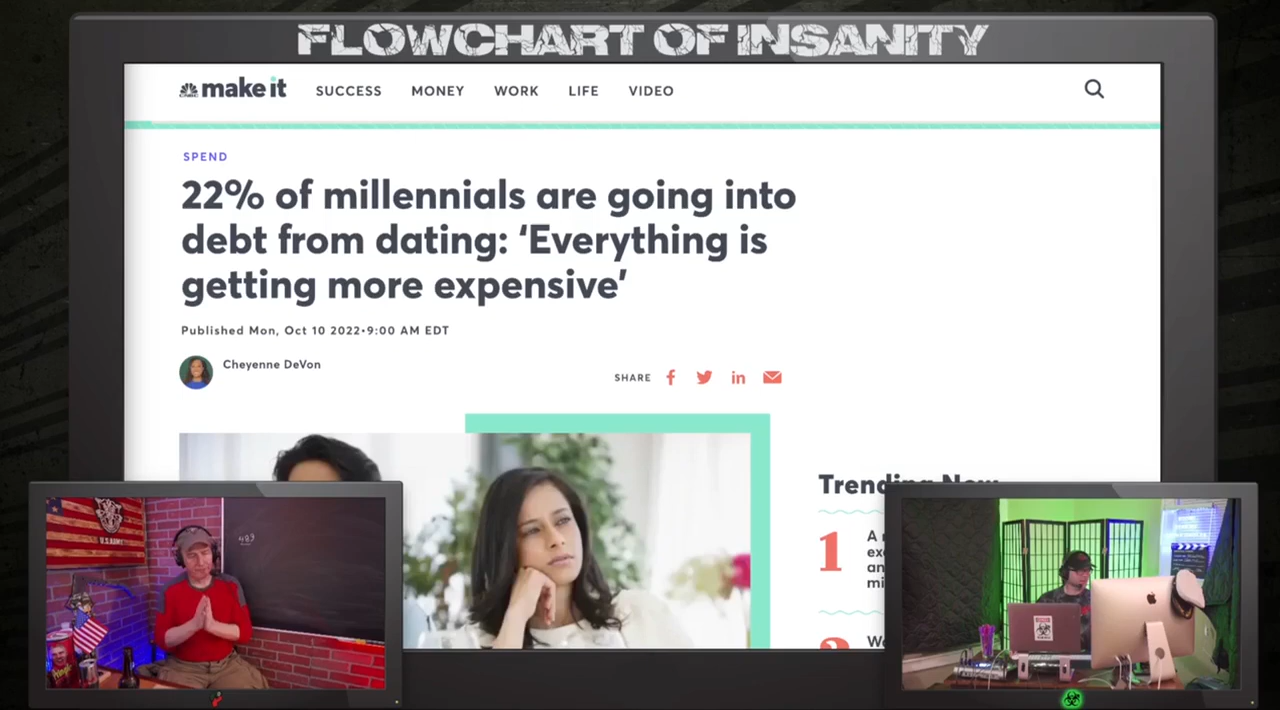 FLOWCHART OF INSANITY
CNBC make it SUCCESS MONEY WORK LIFE VIDEO
SPEND
22% of millennials are going into
debt from dating: ‘Everything is
getting more expensive’
Published Mon, Oct 10 2022•9:00 AM EDT
Cheyenne DeVon
SHARE
Trending Now
1
A
483
U.S. ARMY